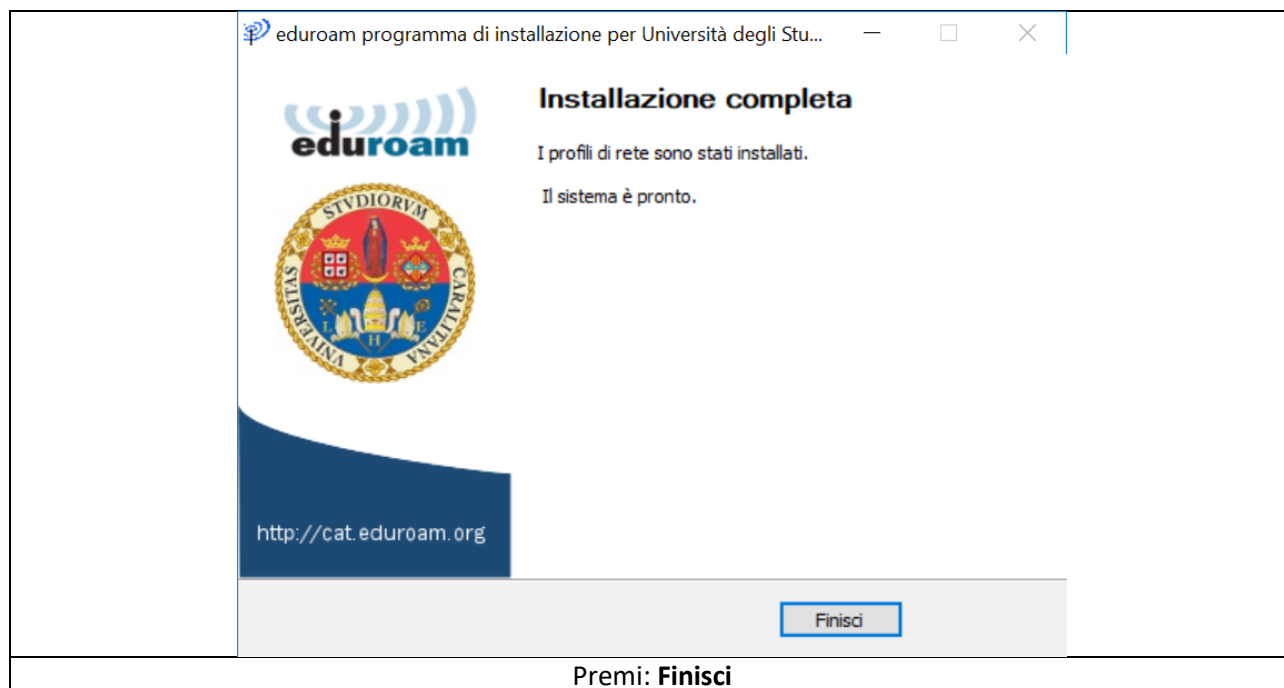 eduroam programma di installazione per Università degli Stu...
eduroam
Installazione completa
I profili di rete sono stati installati.
Il sistema è pronto.
STVDIORVM
VNIVERSITAS
CARALITANA
L H E
http://cat.eduroam.org
Finisci
Premi: Finisci